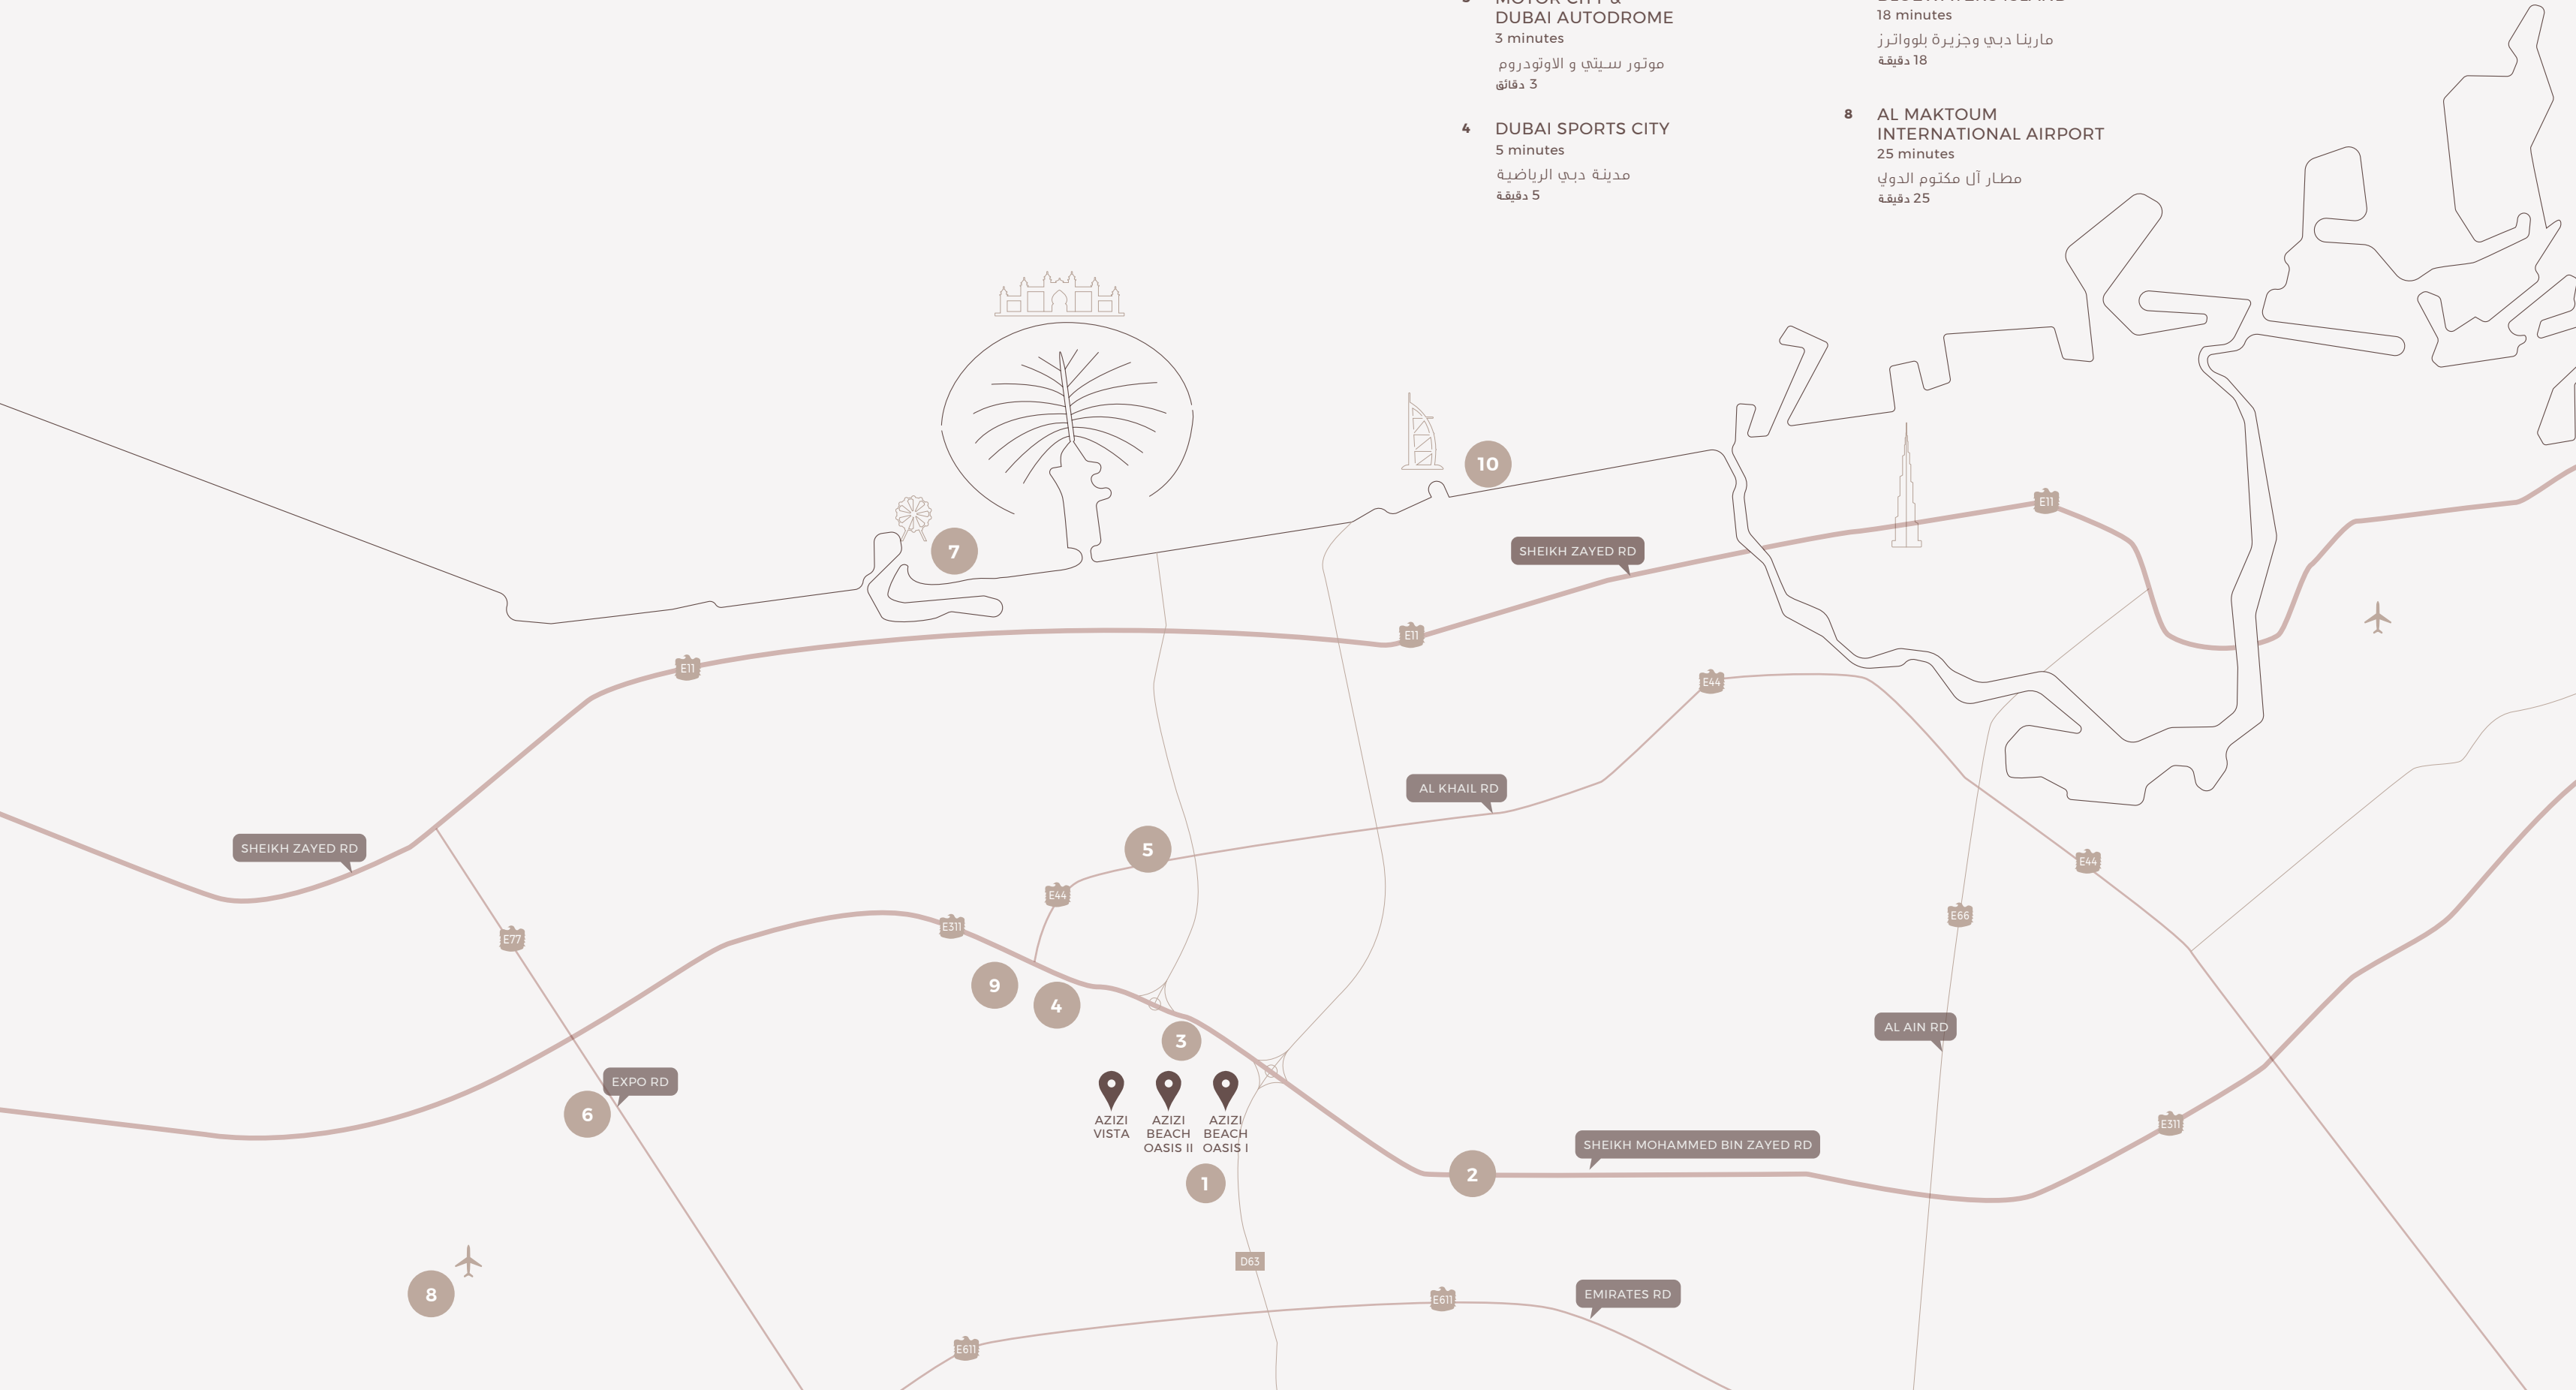 DUBAI AUTODROME
3 minutes
موتور سيتي و الاوتودروم
3 دقائق
4 DUBAI SPORTS CITY
5 minutes
مدينة دبي الرياضية
5 دقيقة
18 minutes
مارينا دبي وجزيرة بلوواترز
18 دقيقة
8 AL MAKTOUM
INTERNATIONAL AIRPORT
25 minutes
مطار آل مكتوم الدولي
25 دقيقة
10
E11
7
SHEIKH ZAYED RD
E11
E11
E44
AL KHAIL RD
SHEIKH ZAYED RD
5
E44
E44
E66
E311
E77
9
4
AL AIN RD
3
EXPO RD
6
E311
AZIZI
VISTA
AZIZI
BEACH
OASIS II
AZIZI
BEACH
OASIS I
SHEIKH MOHAMMED BIN ZAYED RD
2
1
D63
8
EMIRATES RD
E611
E611